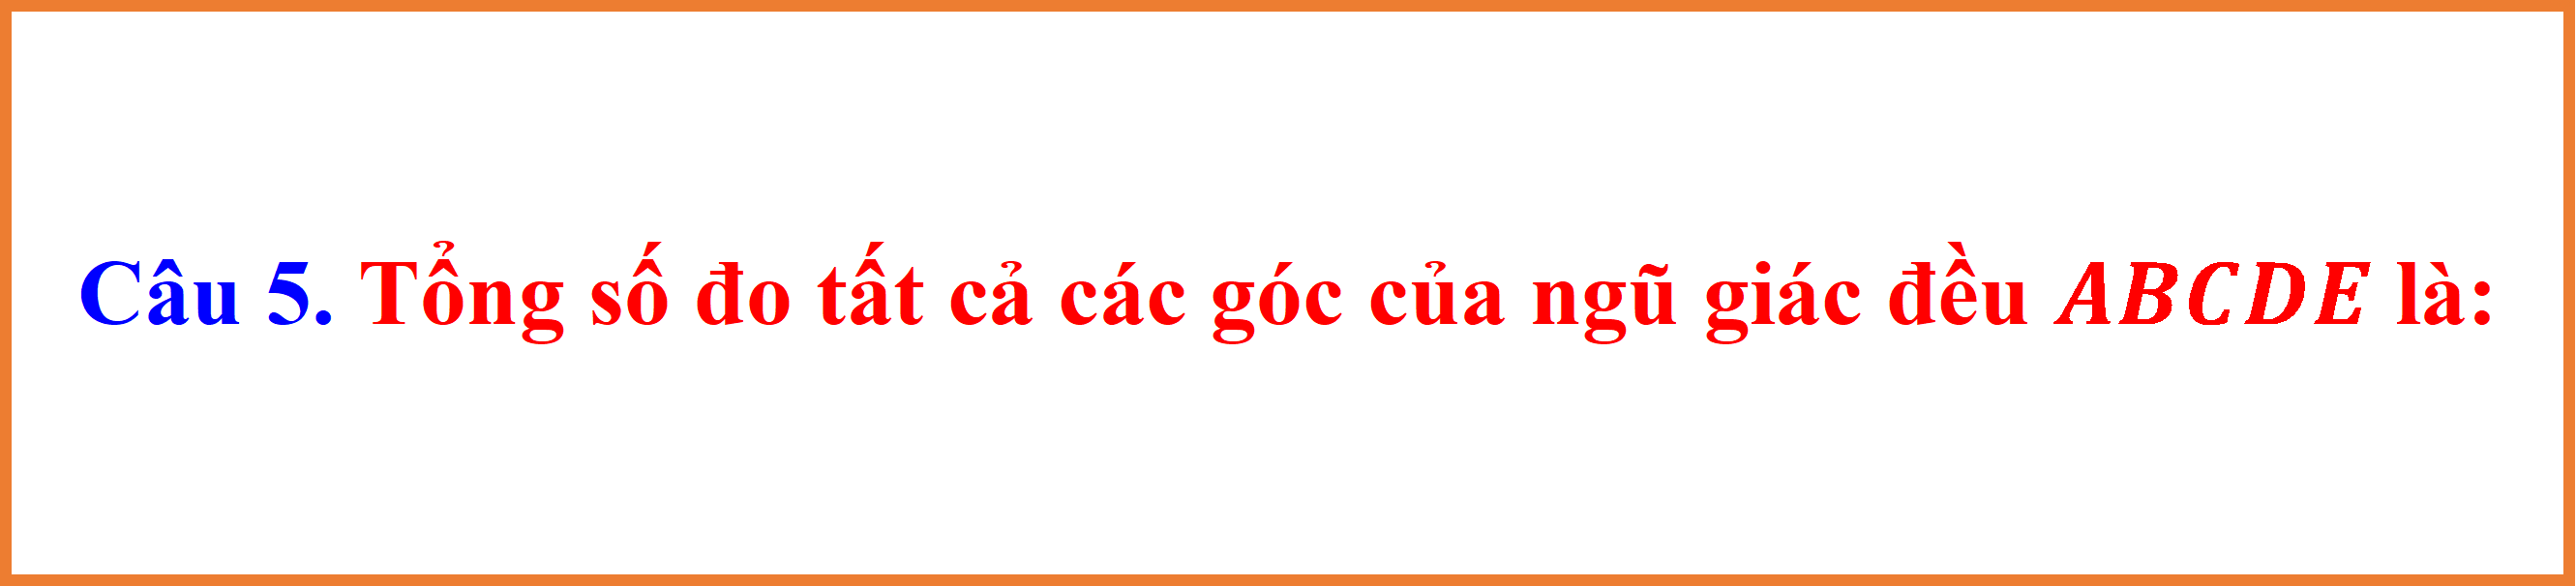 Câu 5. Tổng số đo tất cả các góc của ngũ giác đều ABCDE là: